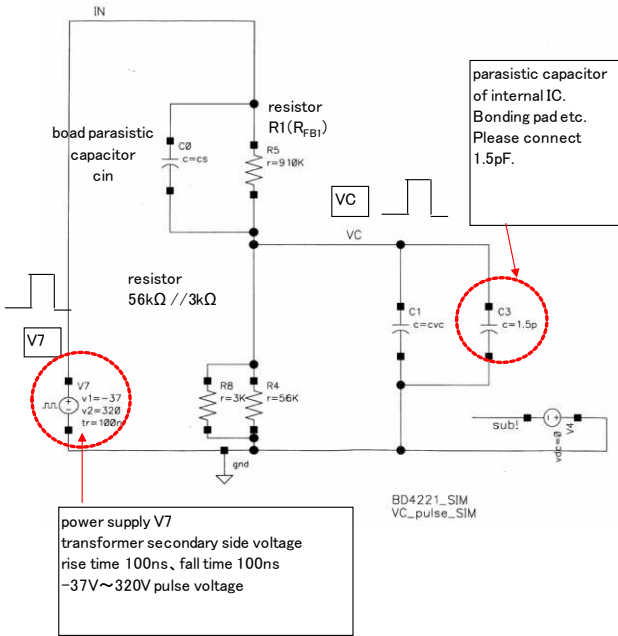 IN
parasistic capacitor
of internal IC.
Bonding pad etc.
Please connect
1.5pF.
resistor
R1(RFB1)
boad parasistic
capacitor
cin
C0
c=cs
R5
r=910K
VC
VC
resistor
56kΩ //3kΩ
C1
c=cvc
C3
c=1.5p
V7
V7
v1=-37
v2=320
tr=100n
R8
r=3K
R4
r=56K
sub!
vdc=0
V4
gnd
BD4221_SIM
VC_pulse_SIM
power supply V7
transformer secondary side voltage
rise time 100ns、fall time 100ns
-37V～320V pulse voltage